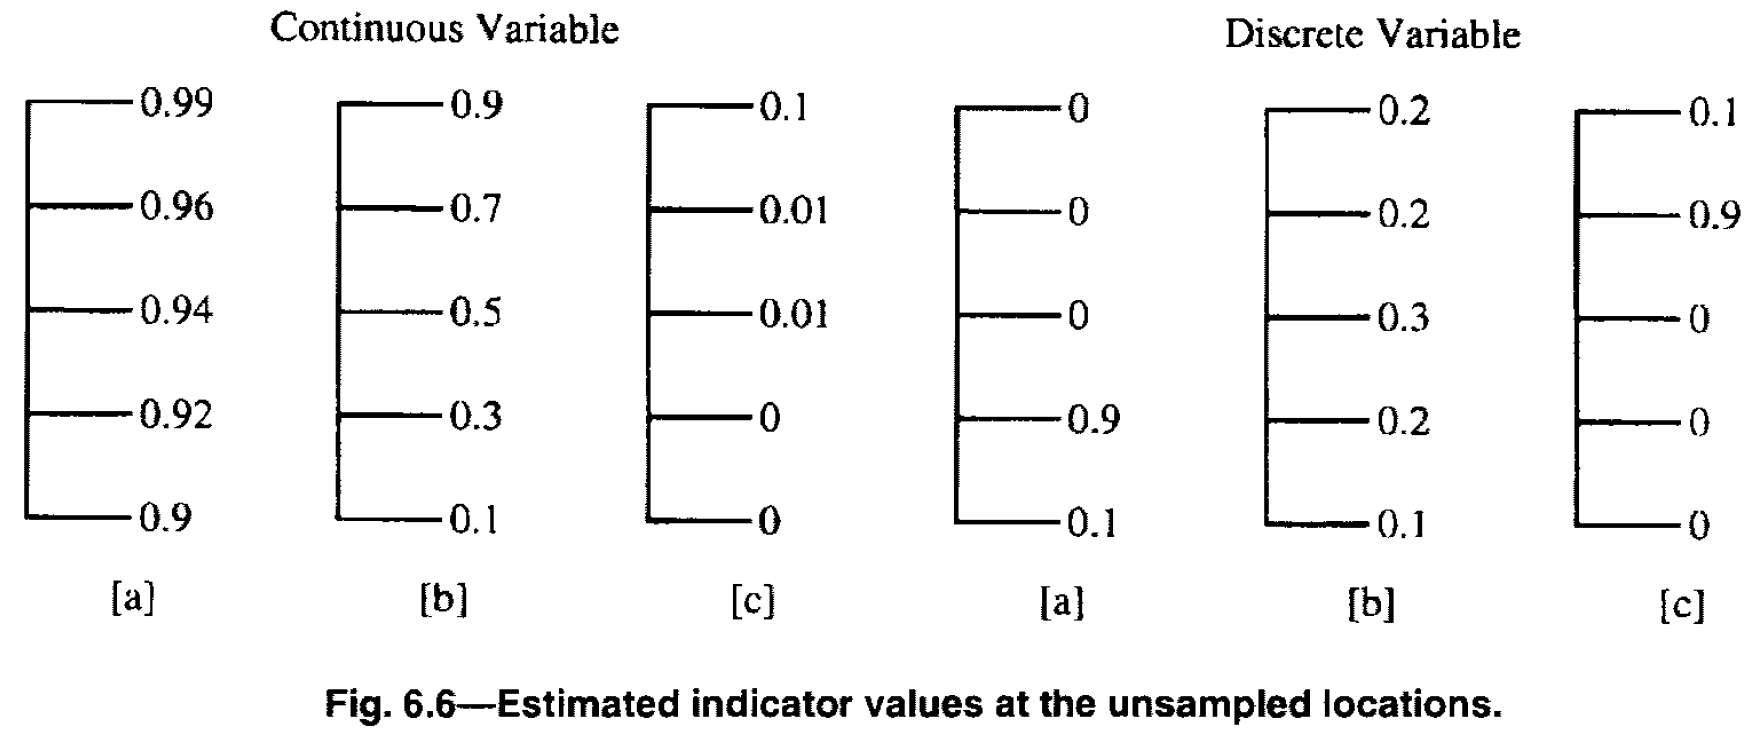 Continuous Variable Discrete Variable
0.99 0.9 0.1 0 0.2 0.1
0.96 0.7 0.01 0 0.2 0.9
0.94 0.5 0.01 0 0.3 0
0.92 0.3 0 0.9 0.2 0
0.9 0.1 0 0.1 0.1 0
[a] [b] [c] [a] [b] [c]
Fig. 6.6—Estimated indicator values at the unsampled locations.